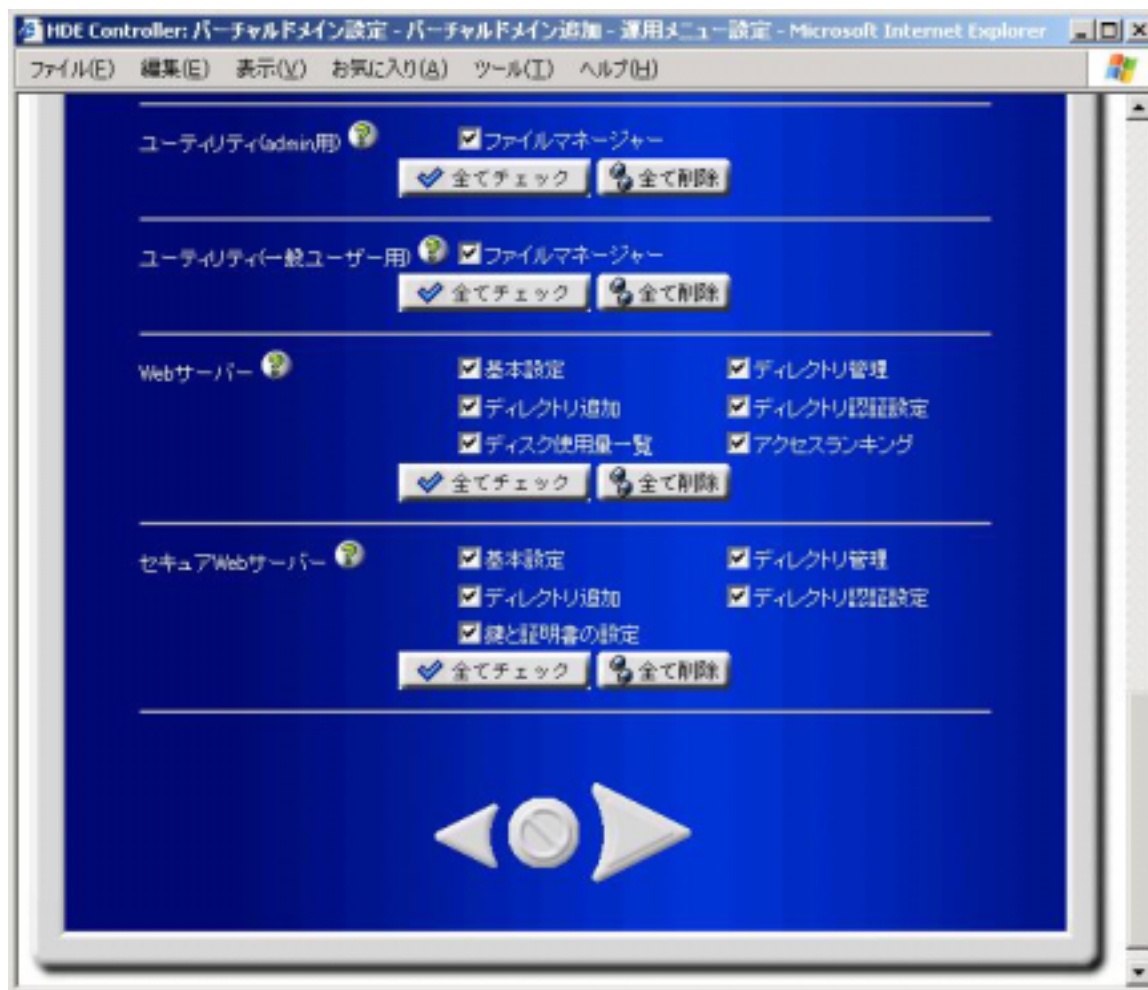 HDE Controller: バーチャルドメイン設定 - バーチャルドメイン追加 - 運用メニュー設定 - Microsoft Internet Explorer
ファイル(F) 編集(E) 表示(V) お気に入り(A) ツール(T) ヘルプ(H)
ユーティリティ(admin用) ファイルマネージャー
全てチェック 全て削除
ユーティリティ(一般ユーザー用) ファイルマネージャー
全てチェック 全て削除
Webサーバー 基本設定 ディレクトリ管理
ディレクトリ追加 ディレクトリ認証設定
ディスク使用量一覧 アクセスランキング
全てチェック 全て削除
セキュアWebサーバー 基本設定 ディレクトリ管理
ディレクトリ追加 ディレクトリ認証設定
鍵と証明書の設定
全てチェック 全て削除